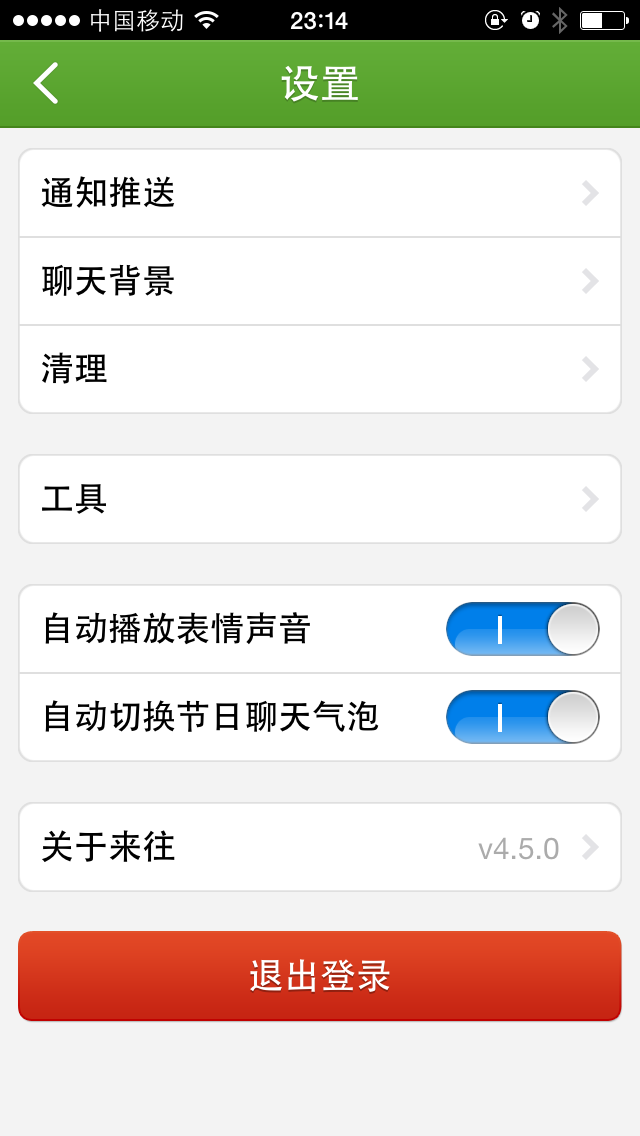 中国移动 23:14
设置
通知推送
聊天背景
清理
工具
自动播放表情声音
自动切换节日聊天气泡
关于来往 v4.5.0
退出登录